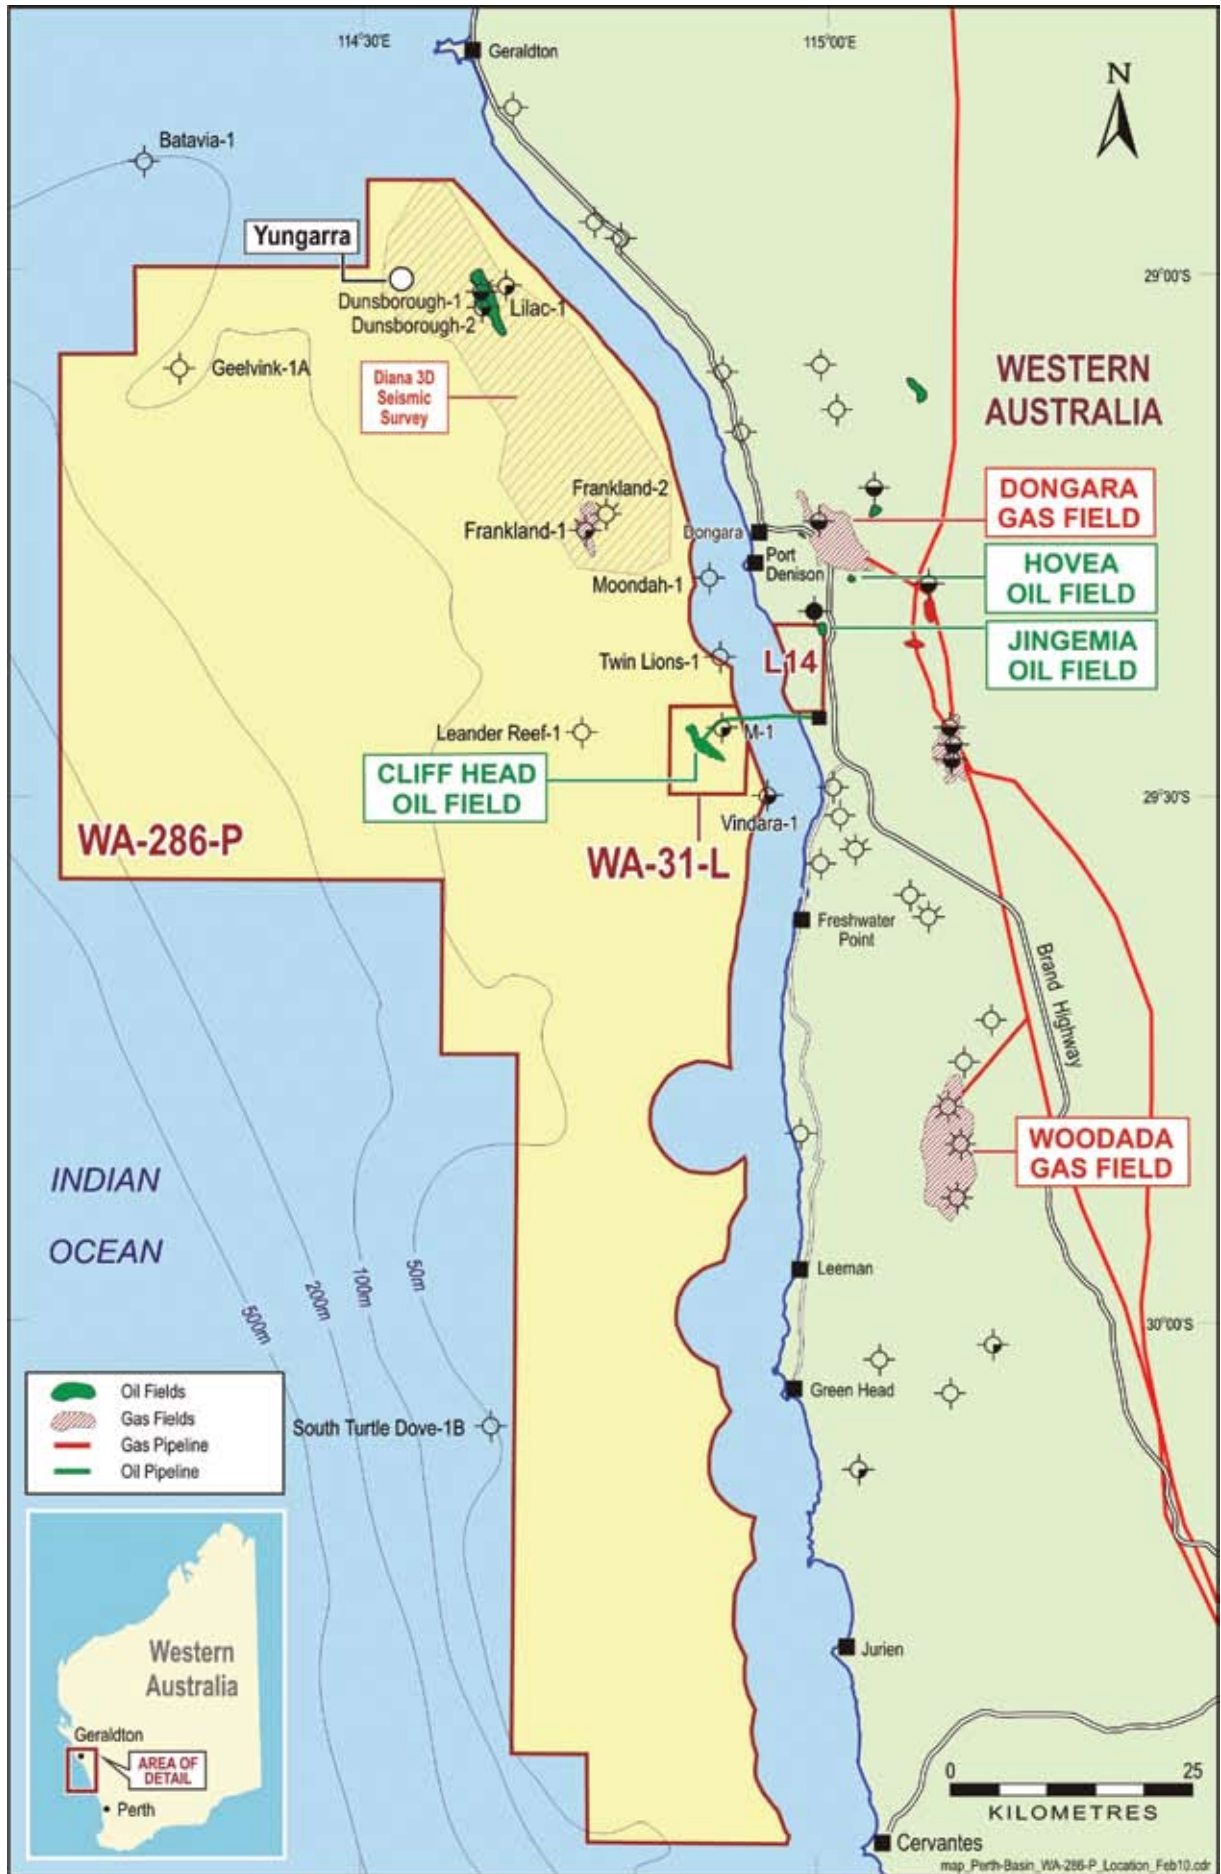 114°30'E
115°00'E
Geraldton
N
Batavia-1
Yungarra
29°00'S
Dunsborough-1
Lilac-1
Dunsborough-2
Geelvink-1A
Diana 3D
Seismic
Survey
WESTERN
AUSTRALIA
Frankland-2
DONGARA
GAS FIELD
Frankland-1
Dongara
Port
Denison
HOVEA
OIL FIELD
Moondah-1
JINGEMIA
OIL FIELD
Twin Lions-1
L14
Leander Reef-1
M-1
CLIFF HEAD
OIL FIELD
29°30'S
Vindara-1
WA-286-P
WA-31-L
Freshwater
Point
Brand Highway
WOODADA
GAS FIELD
INDIAN
OCEAN
Leeman
500m
200m
100m
50m
30°00'S
Green Head
Oil Fields
Gas Fields
Gas Pipeline
Oil Pipeline
South Turtle Dove-1B
Western
Australia
Jurien
Geraldton
AREA OF
DETAIL
Perth
0 25
KILOMETRES
Cervantes
map_Perth-Basin_WA-286-P_Location_Feb10.cdr